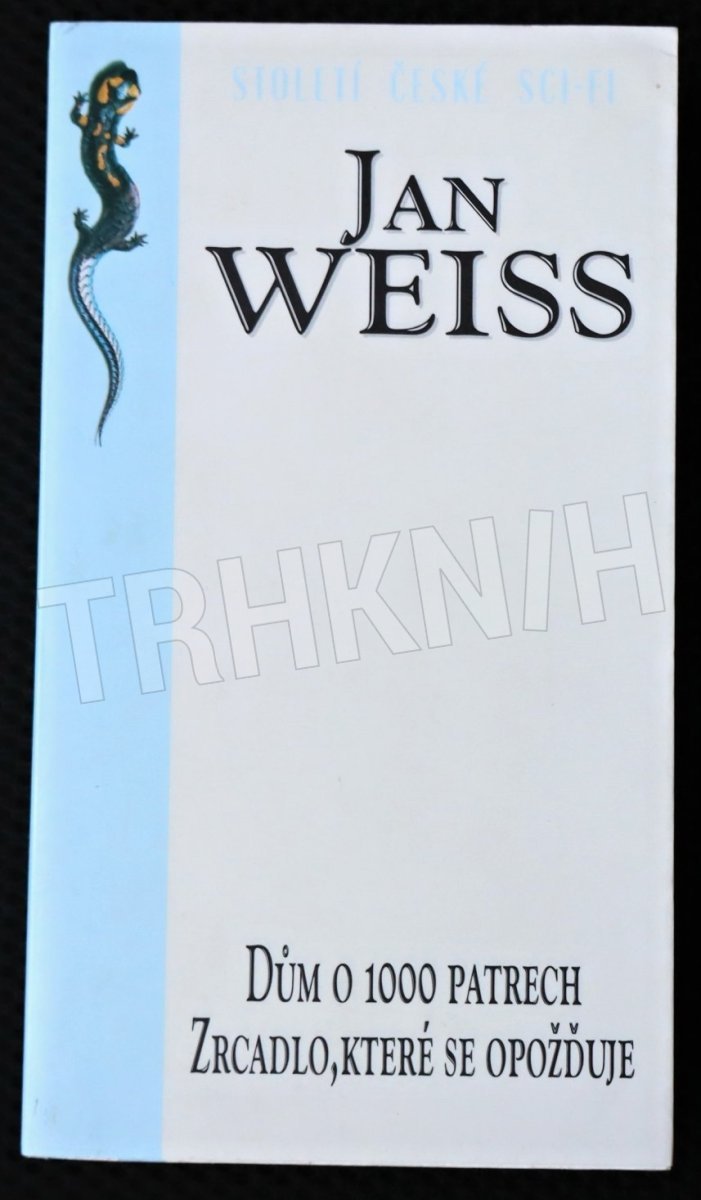 STOLETÍ ČESKÉ SCI-FI
JAN
WEISS
TRHKNIH
DŮM O 1000 PATRECH
ZRCADLO, KTERÉ SE OPOŽĎUJE